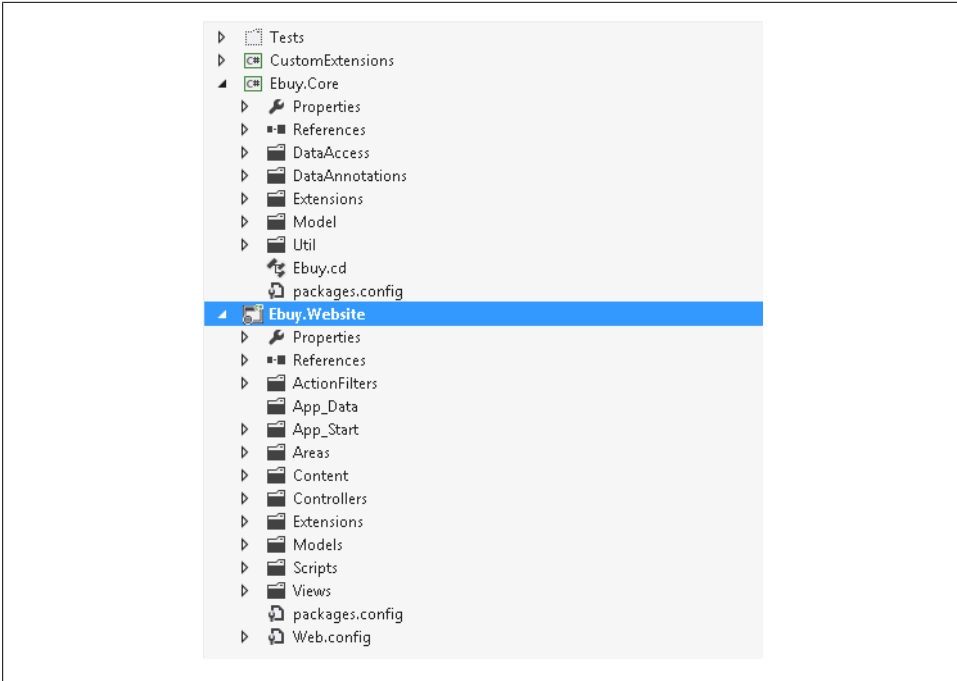 Tests
C# CustomExtensions
C# Ebuy.Core
Properties
References
DataAccess
DataAnnotations
Extensions
Model
Util
Ebuy.cd
packages.config
Ebuy.Website
Properties
References
ActionFilters
App_Data
App_Start
Areas
Content
Controllers
Extensions
Models
Scripts
Views
packages.config
Web.config